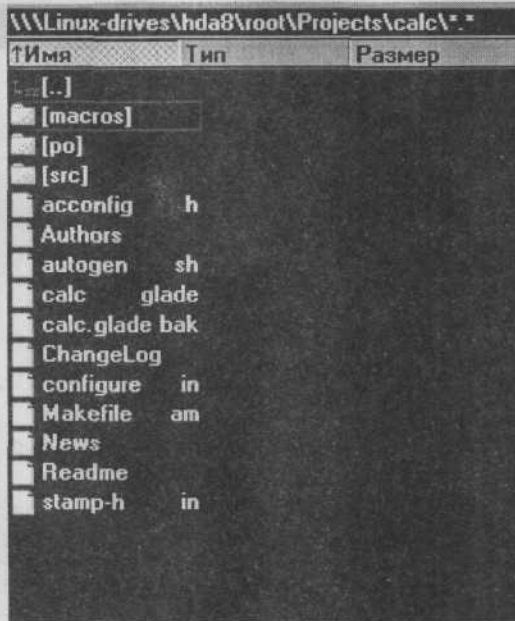 \\\Linux-drives\hda8\root\Projects\calc\*.*
↑Имя Тип Размер
[..]
[macros]
[po]
[src]
acconfig h
Authors
autogen sh
calc glade
calc.glade bak
ChangeLog
configure in
Makefile am
News
Readme
stamp-h in